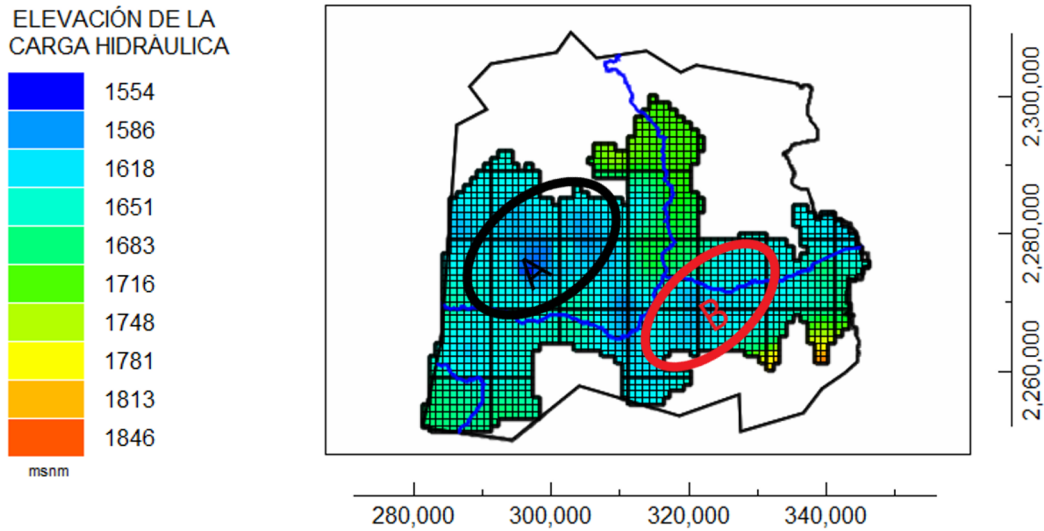 ELEVACIÓN DE LA
CARGA HIDRÁULICA
1554
1586
1618
1651
1683
1716
1748
1781
1813
1846
msnm
A
B
2,300,000
2,280,000
2,260,000
280,000 300,000 320,000 340,000